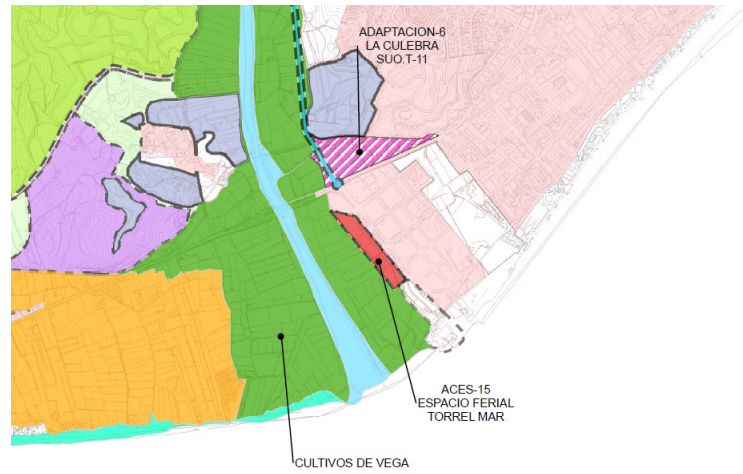 ADAPTACION-6
LA CULEBRA
SUO.T-11
ACES-15
ESPACIO FERIAL
TORREL MAR
CULTIVOS DE VEGA